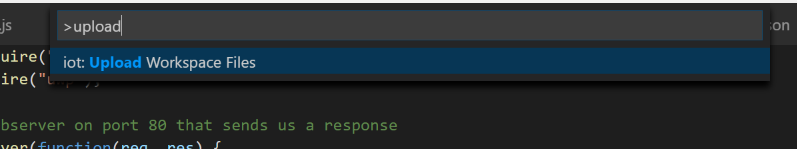 >upload
.js
on
iot: Upload Workspace Files
uire("
ire("
bserver on port 80 that sends us a response
ver(function(req, res) {